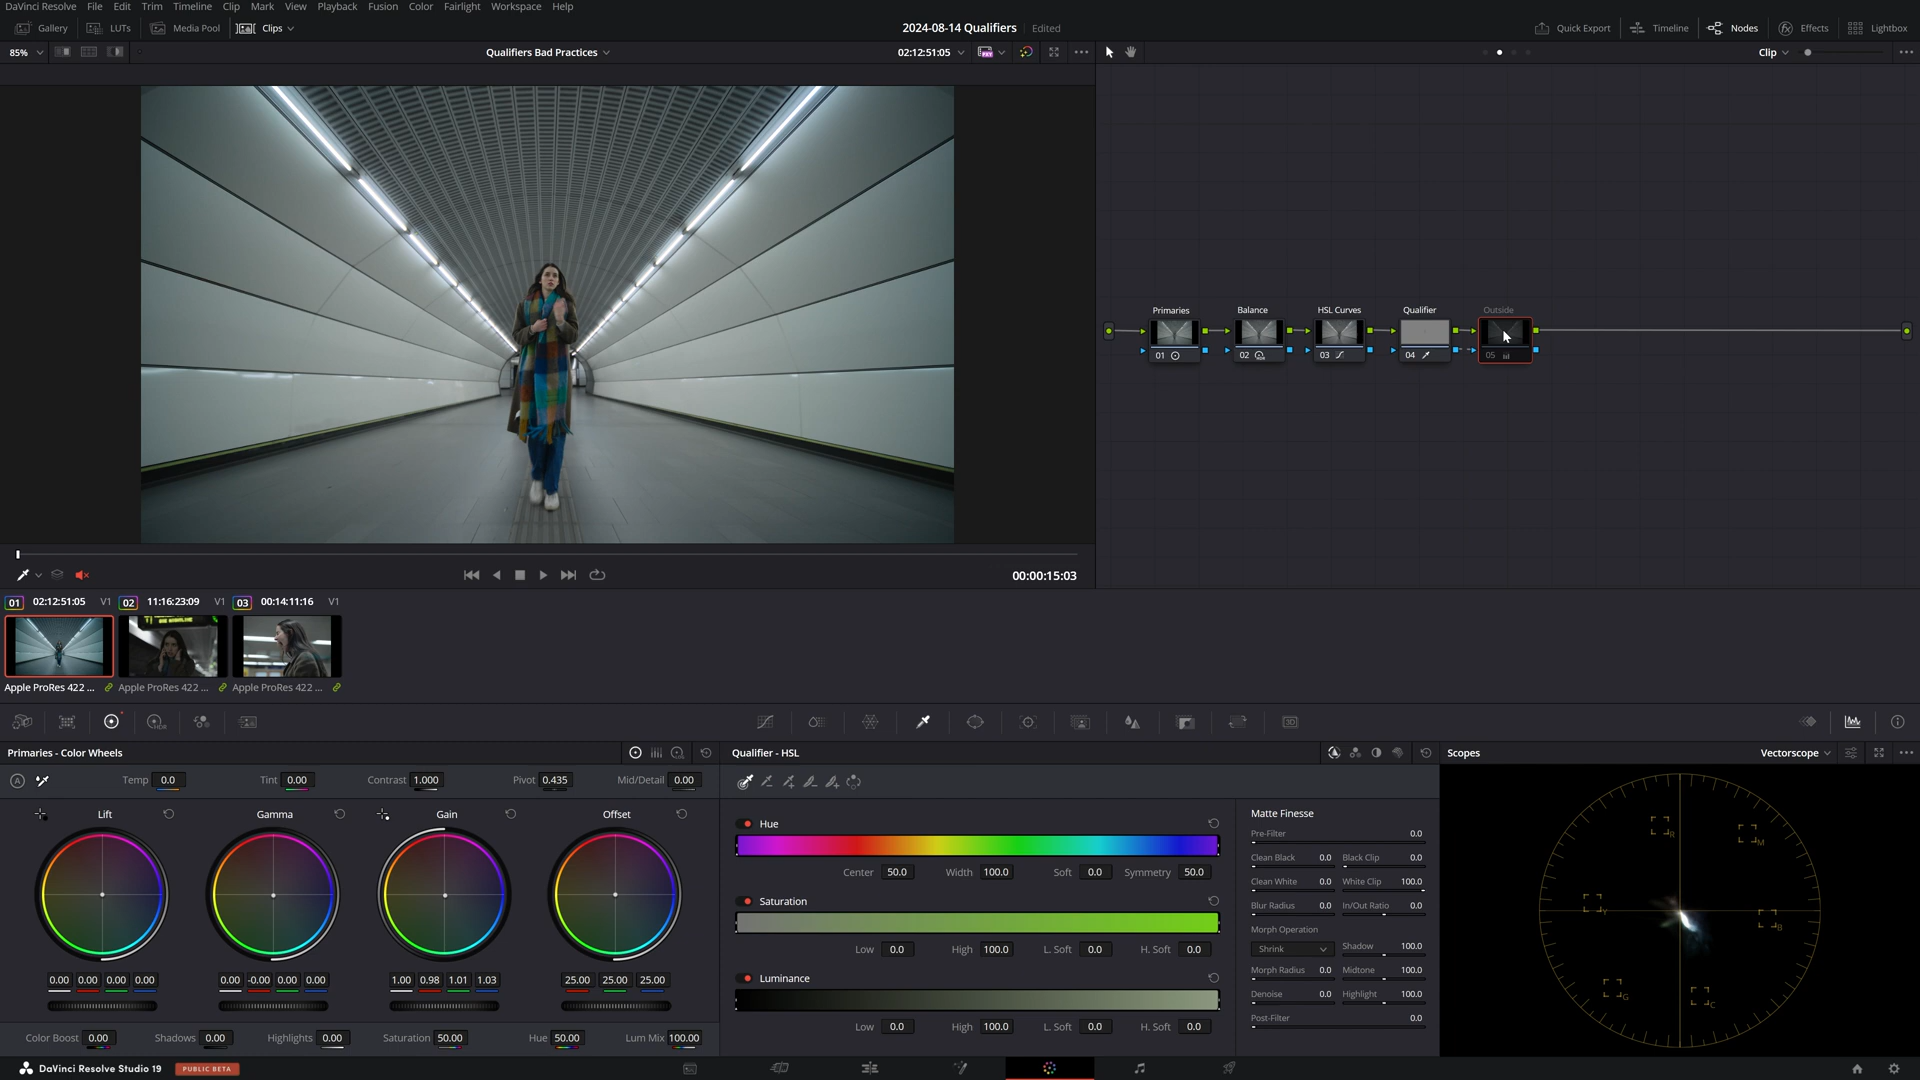 DaVinci Resolve File Edit Trim Timeline Clip Mark View Playback Fusion Color Fairlight Workspace Help
Gallery LUTs Media Pool Clips 2024-08-14 Qualifiers Edited Quick Export Timeline Nodes Effects Lightbox
85% Qualifiers Bad Practices 02:12:51:05 Clip
Primaries Balance HSL Curves Qualifier Outside
01 02 03 04 05
00:00:15:03
01 02:12:51:05 V1 02 11:16:23:09 V1 03 00:14:11:16 V1
Apple ProRes 422 ... Apple ProRes 422 ... Apple ProRes 422 ...
Primaries - Color Wheels Qualifier - HSL Scopes Vectorscope
Temp 0.0 Tint 0.00 Contrast 1.000 Pivot 0.435 Mid/Detail 0.00
Lift Gamma Gain Offset
0.00 0.00 0.00 0.00 0.00 -0.00 0.00 0.00 1.00 0.98 1.01 1.03 25.00 25.00 25.00
Color Boost 0.00 Shadows 0.00 Highlights 0.00 Saturation 50.00 Hue 50.00 Lum Mix 100.00
Hue
Center 50.0 Width 100.0 Soft 0.0 Symmetry 50.0
Saturation
Low 0.0 High 100.0 L. Soft 0.0 H. Soft 0.0
Luminance
Low 0.0 High 100.0 L. Soft 0.0 H. Soft 0.0
Matte Finesse
Pre-Filter 0.0
Clean Black 0.0 Black Clip 0.0
Clean White 0.0 White Clip 100.0
Blur Radius 0.0 In/Out Ratio 0.0
Morph Operation
Shrink Shadow 100.0
Morph Radius 0.0 Midtone 100.0
Denoise 0.0 Highlight 100.0
Post-Filter 0.0
R M
Y B
G C
DaVinci Resolve Studio 19 PUBLIC BETA